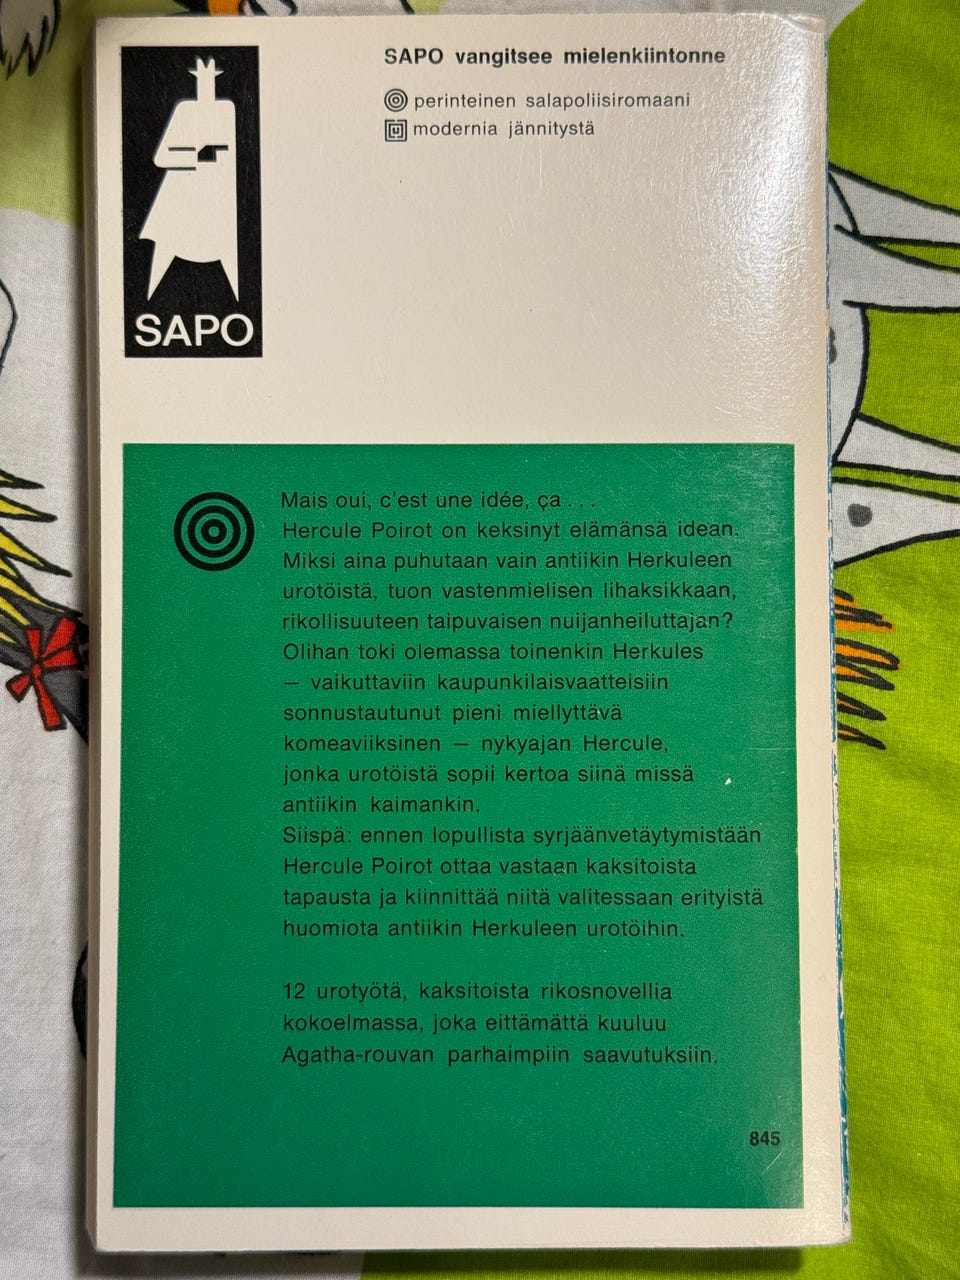 SAPO vangitsee mielenkiintonne
perinteinen salapoliisiromaani
modernia jännitystä
SAPO
Mais oui, c'est une idée, ça . . .
Hercule Poirot on keksinyt elämänsä idean.
Miksi aina puhutaan vain antiikin Herkuleen
urotöistä, tuon vastenmielisen lihaksikkaan,
rikollisuuteen taipuvaisen nuijanheiluttajan?
Olihan toki olemassa toinenkin Herkules
— vaikuttaviin kaupunkilaisvaatteisiin
sonnustautunut pieni miellyttävä
komeaviiksinen — nykyajan Hercule,
jonka urotöistä sopii kertoa siinä missä
antiikin kaimankin.
Siispä: ennen lopullista syrjäänvetäytymistään
Hercule Poirot ottaa vastaan kaksitoista
tapausta ja kiinnittää niitä valitessaan erityistä
huomiota antiikin Herkuleen urotöihin.
12 urotyötä, kaksitoista rikosnovellia
kokoelmassa, joka eittämättä kuuluu
Agatha-rouvan parhaimpiin saavutuksiin.
845